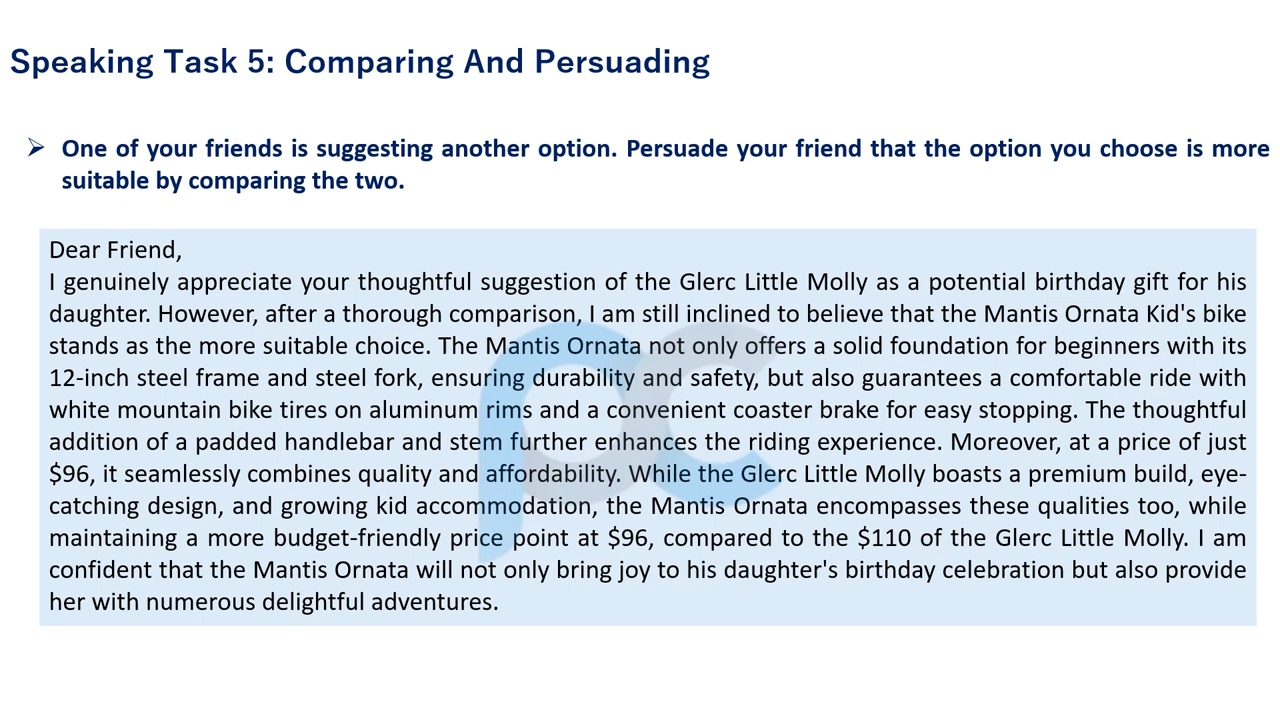 Speaking Task 5: Comparing And Persuading
One of your friends is suggesting another option. Persuade your friend that the option you choose is more
suitable by comparing the two.
Dear Friend,
I genuinely appreciate your thoughtful suggestion of the Glerc Little Molly as a potential birthday gift for his
daughter. However, after a thorough comparison, I am still inclined to believe that the Mantis Ornata Kid's bike
stands as the more suitable choice. The Mantis Ornata not only offers a solid foundation for beginners with its
12-inch steel frame and steel fork, ensuring durability and safety, but also guarantees a comfortable ride with
white mountain bike tires on aluminum rims and a convenient coaster brake for easy stopping. The thoughtful
addition of a padded handlebar and stem further enhances the riding experience. Moreover, at a price of just
$96, it seamlessly combines quality and affordability. While the Glerc Little Molly boasts a premium build, eye-
catching design, and growing kid accommodation, the Mantis Ornata encompasses these qualities too, while
maintaining a more budget-friendly price point at $96, compared to the $110 of the Glerc Little Molly. I am
confident that the Mantis Ornata will not only bring joy to his daughter's birthday celebration but also provide
her with numerous delightful adventures.
pc